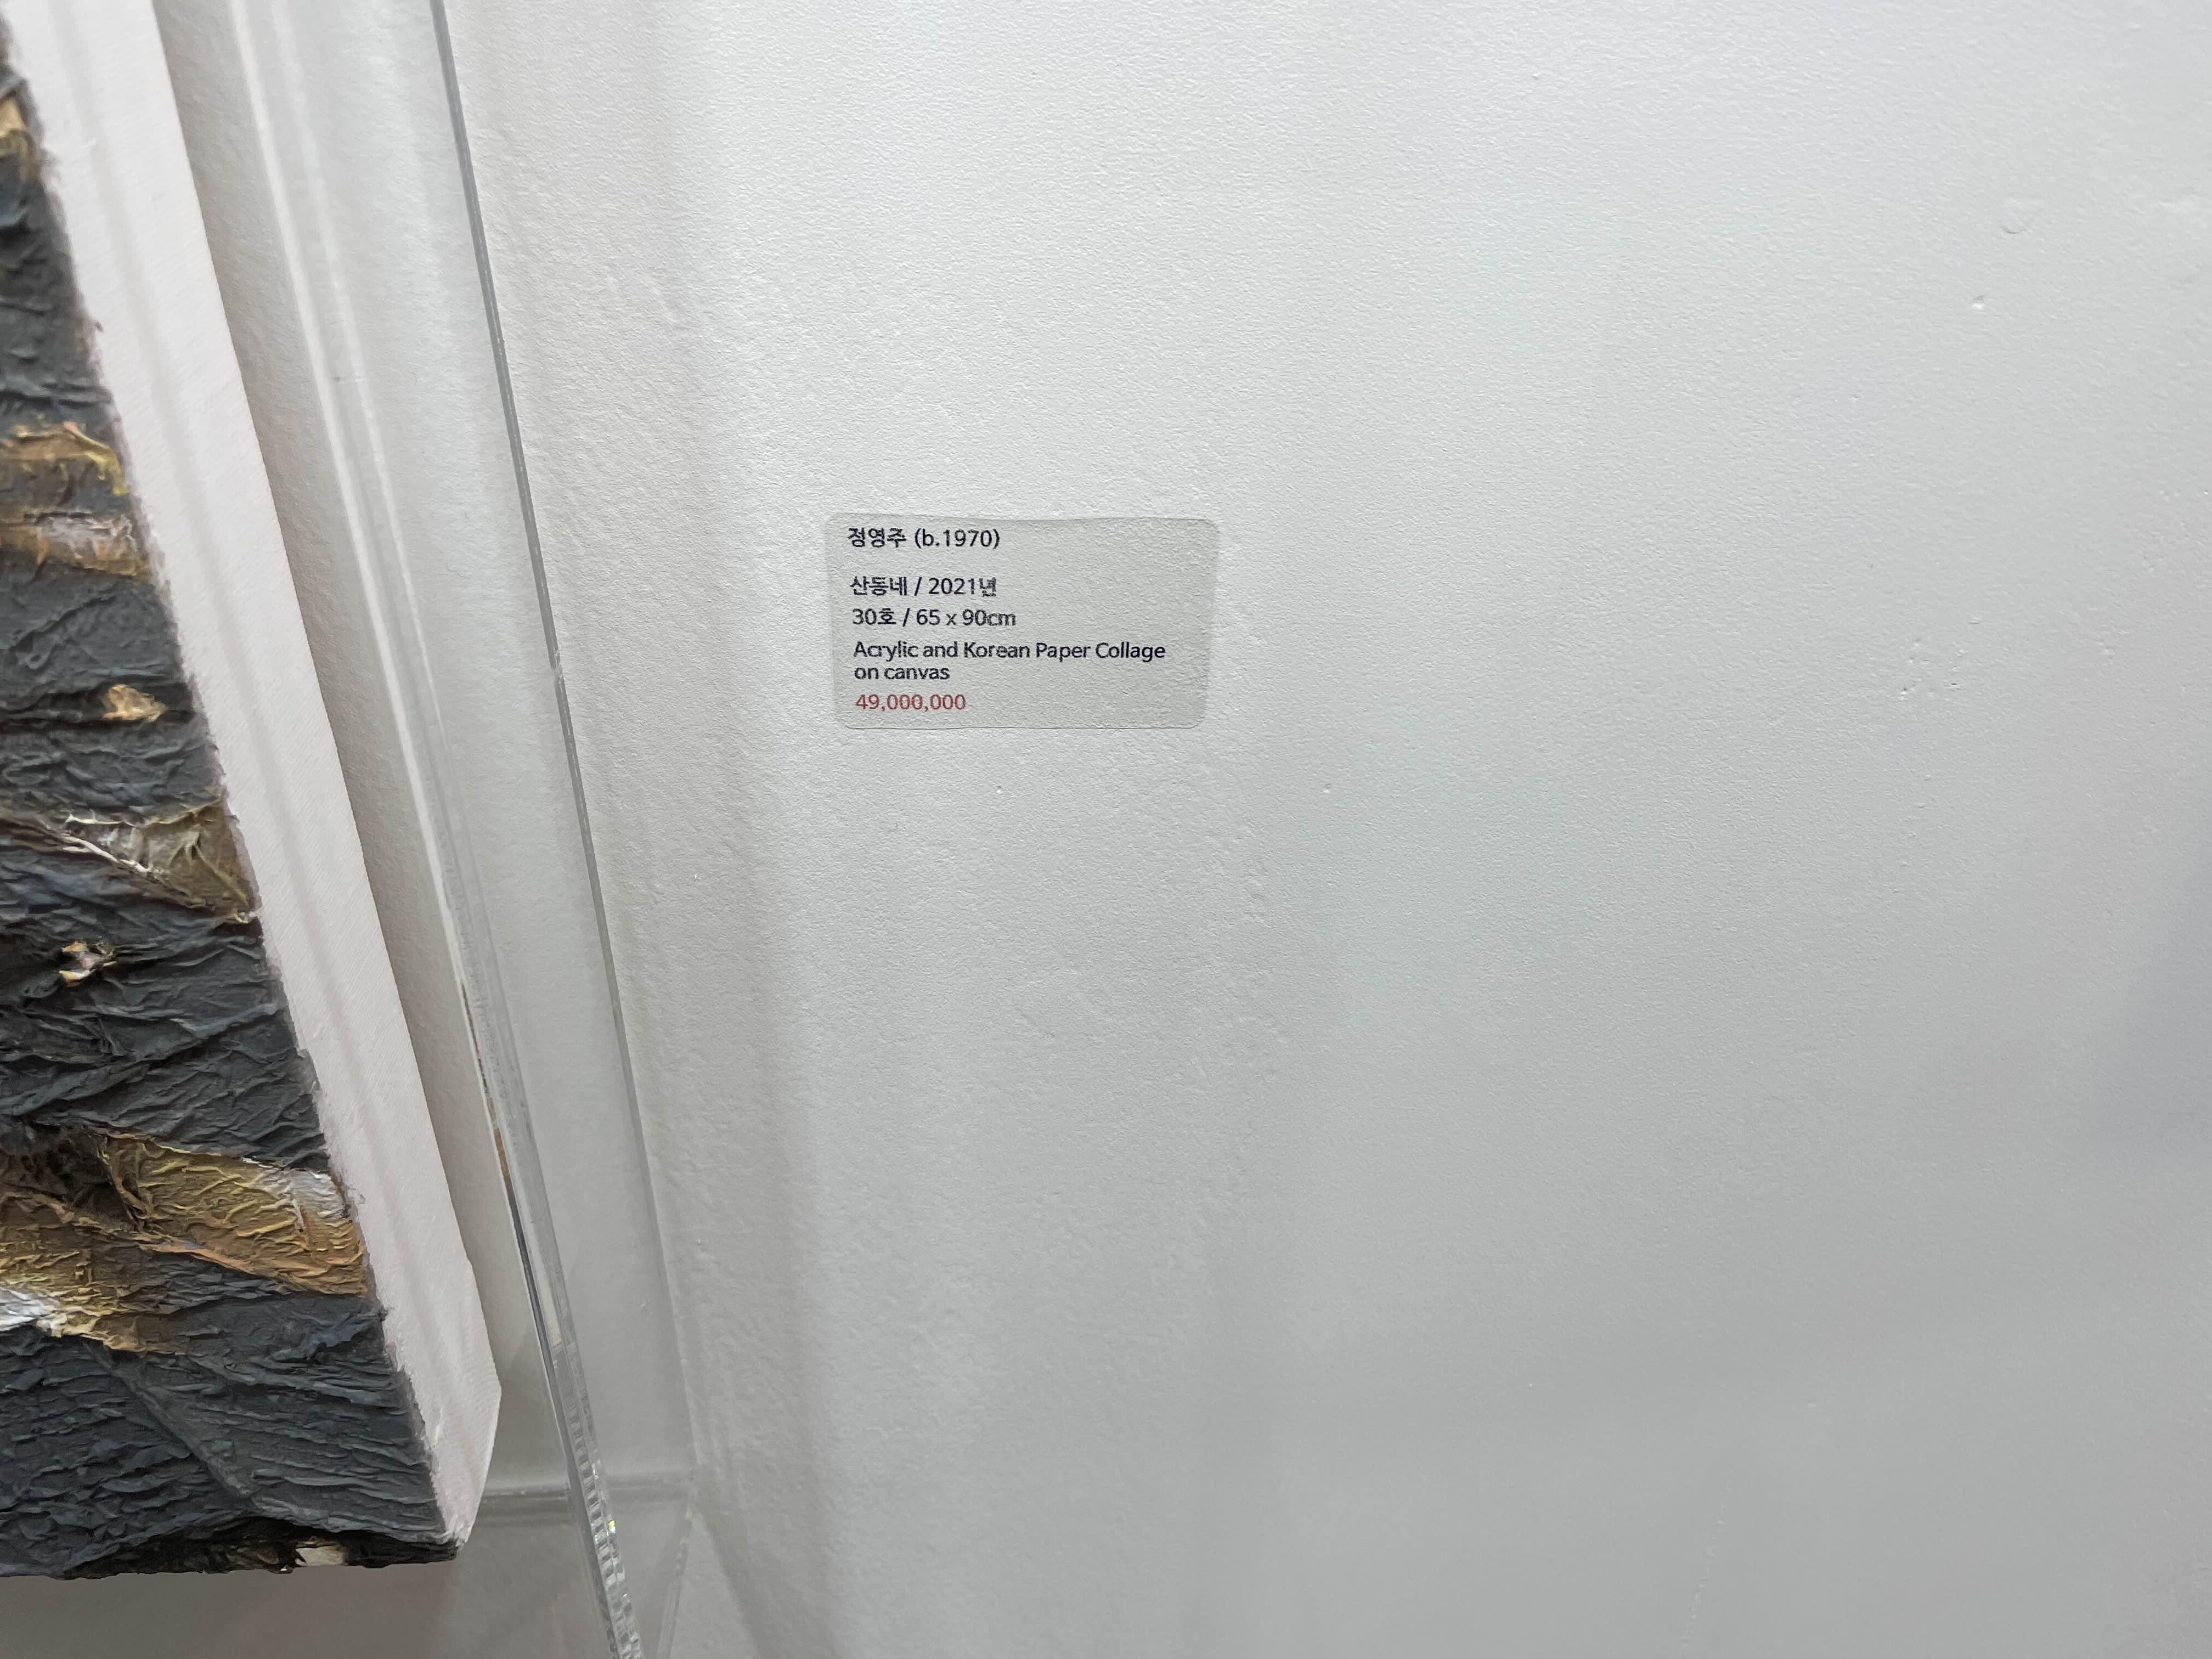 정영주 (b.1970)
산동네 / 2021년
30호 / 65 x 90cm
Acrylic and Korean Paper Collage
on canvas
49,000,000